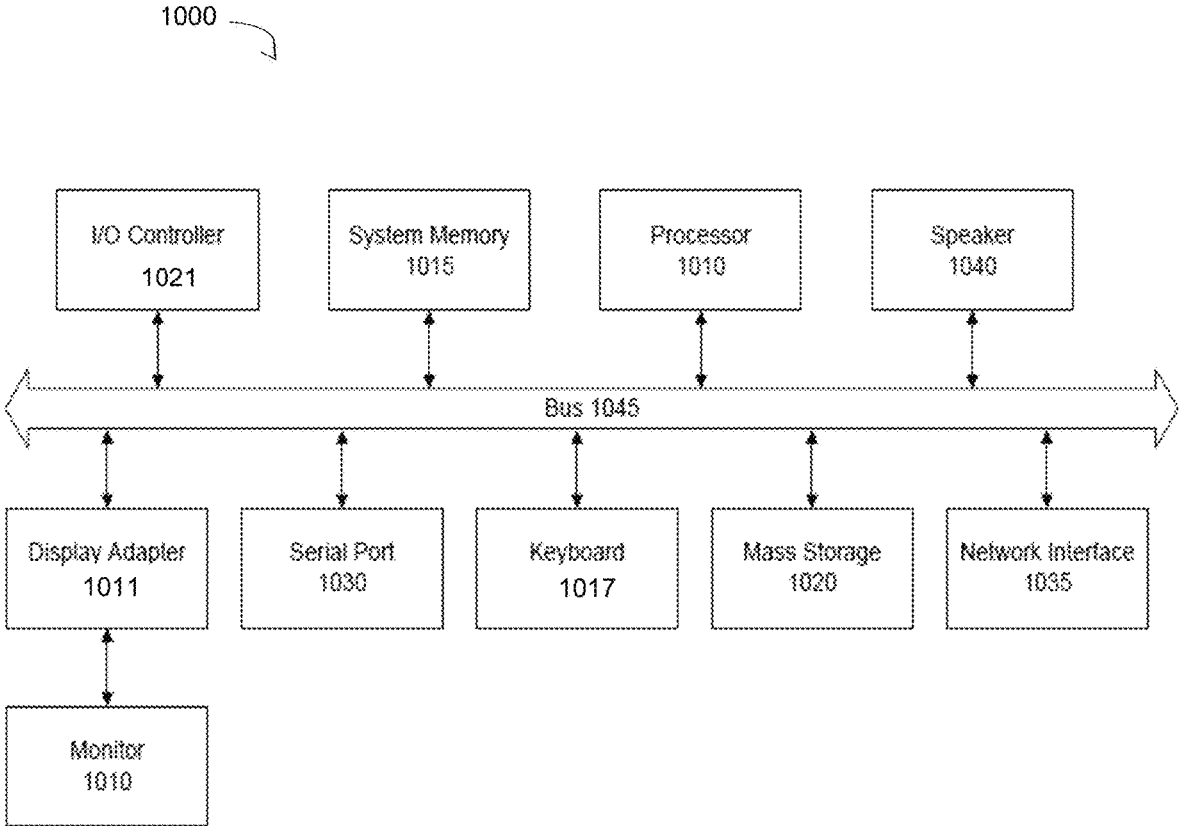 1000
I/O Controller
1021
System Memory
1015
Processor
1010
Speaker
1040
Bus 1045
Display Adapter
1011
Serial Port
1030
Keyboard
1017
Mass Storage
1020
Network Interface
1035
Monitor
1010